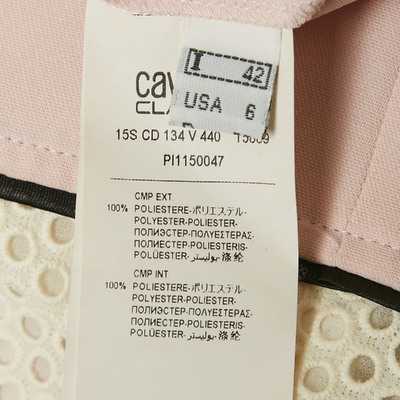 I 42
USA 6
15S CD 134 V 440
PI1150047
CMP EXT.
100% POLIESTERE-ポリエステル-
POLYESTER-POLIESTER-
ПОЛИЭСТЕР-ΠΟΛΥΕΣΤΕΡΑΣ-
ПОЛИЕСТЕР-POLIESTERIS-
POLÜESTER-بوليستر-涤纶
CMP INT.
100% POLIESTERE-ポリエステル-
POLYESTER-POLIESTER-
ПОЛИЭСТЕР-ΠΟΛΥΕΣΤΕΡΑΣ-
ПОЛИЕСТЕР-POLIESTERIS-
POLÜESTER-بوليستر-涤纶